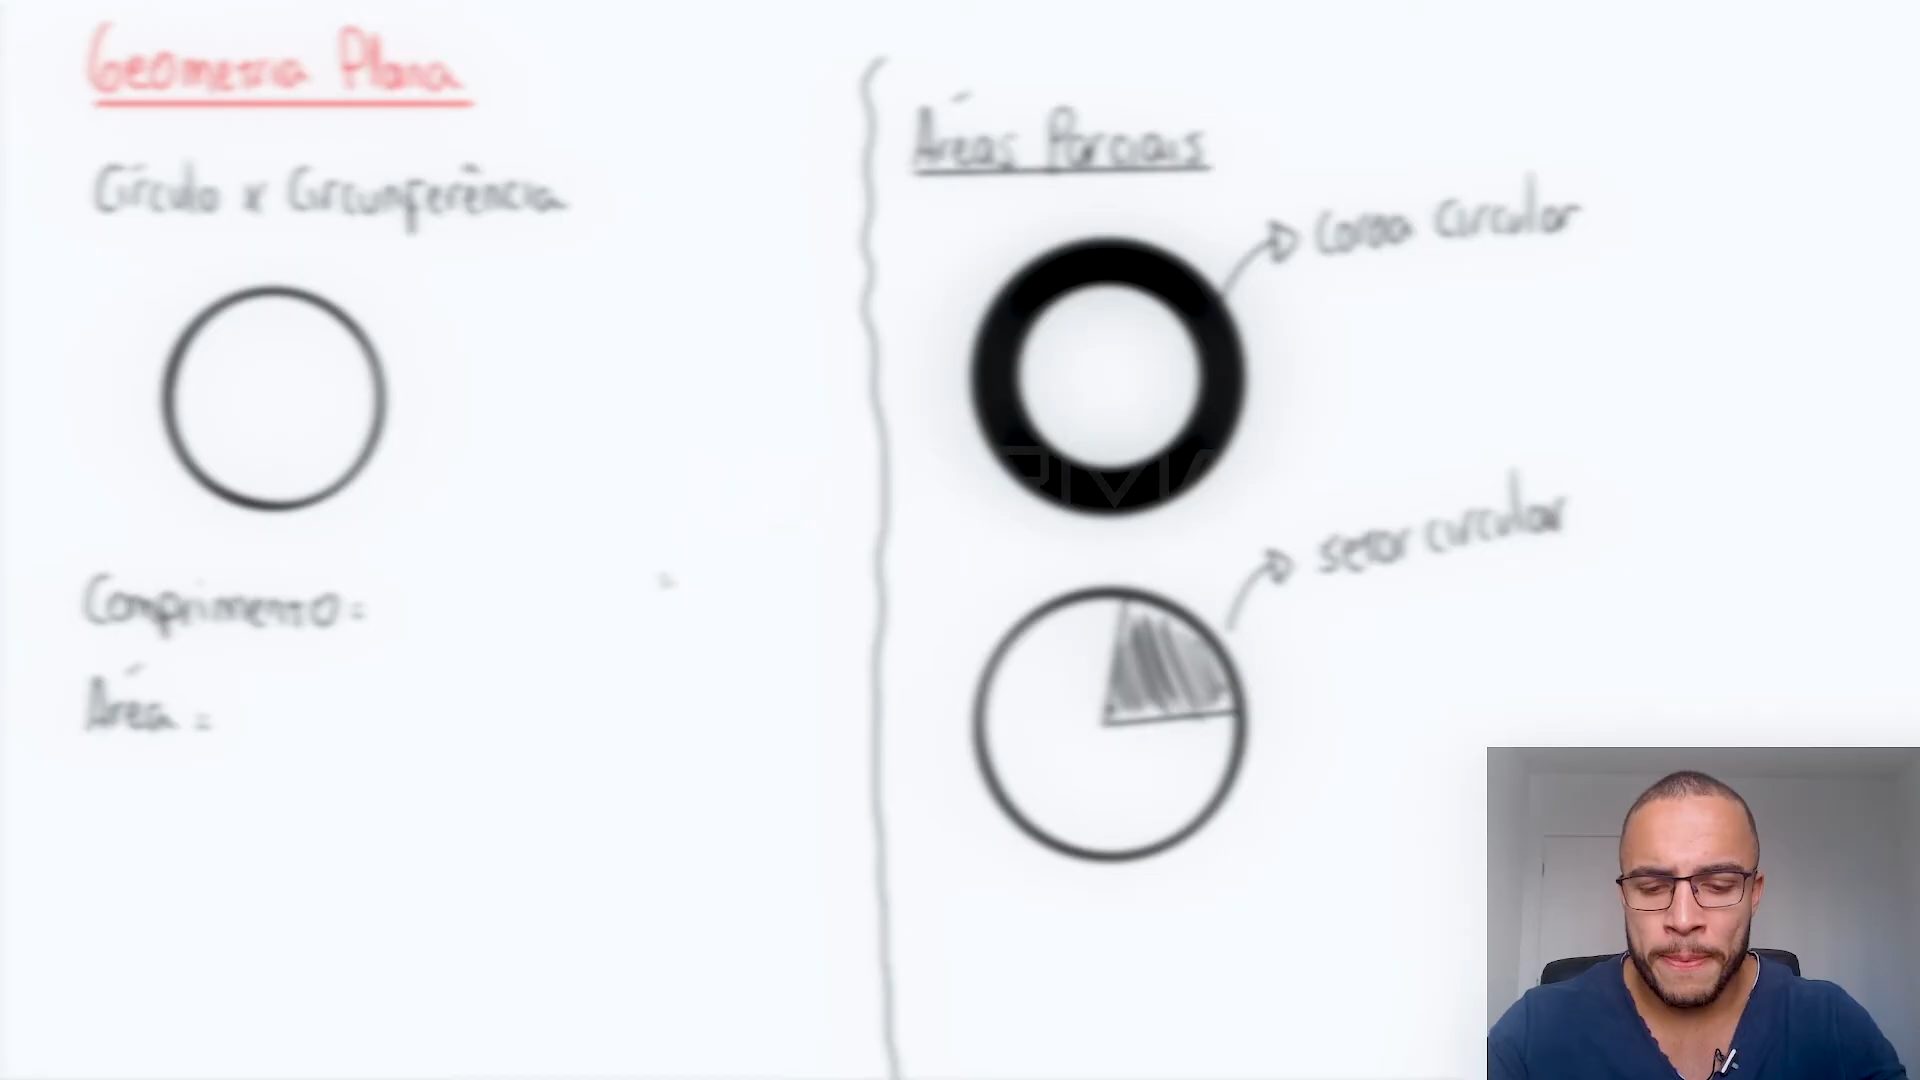 Geometria Plana
Círculo x Circunferência
Comprimento =
Área =
Áreas Parciais
Coroa circular
setor circular